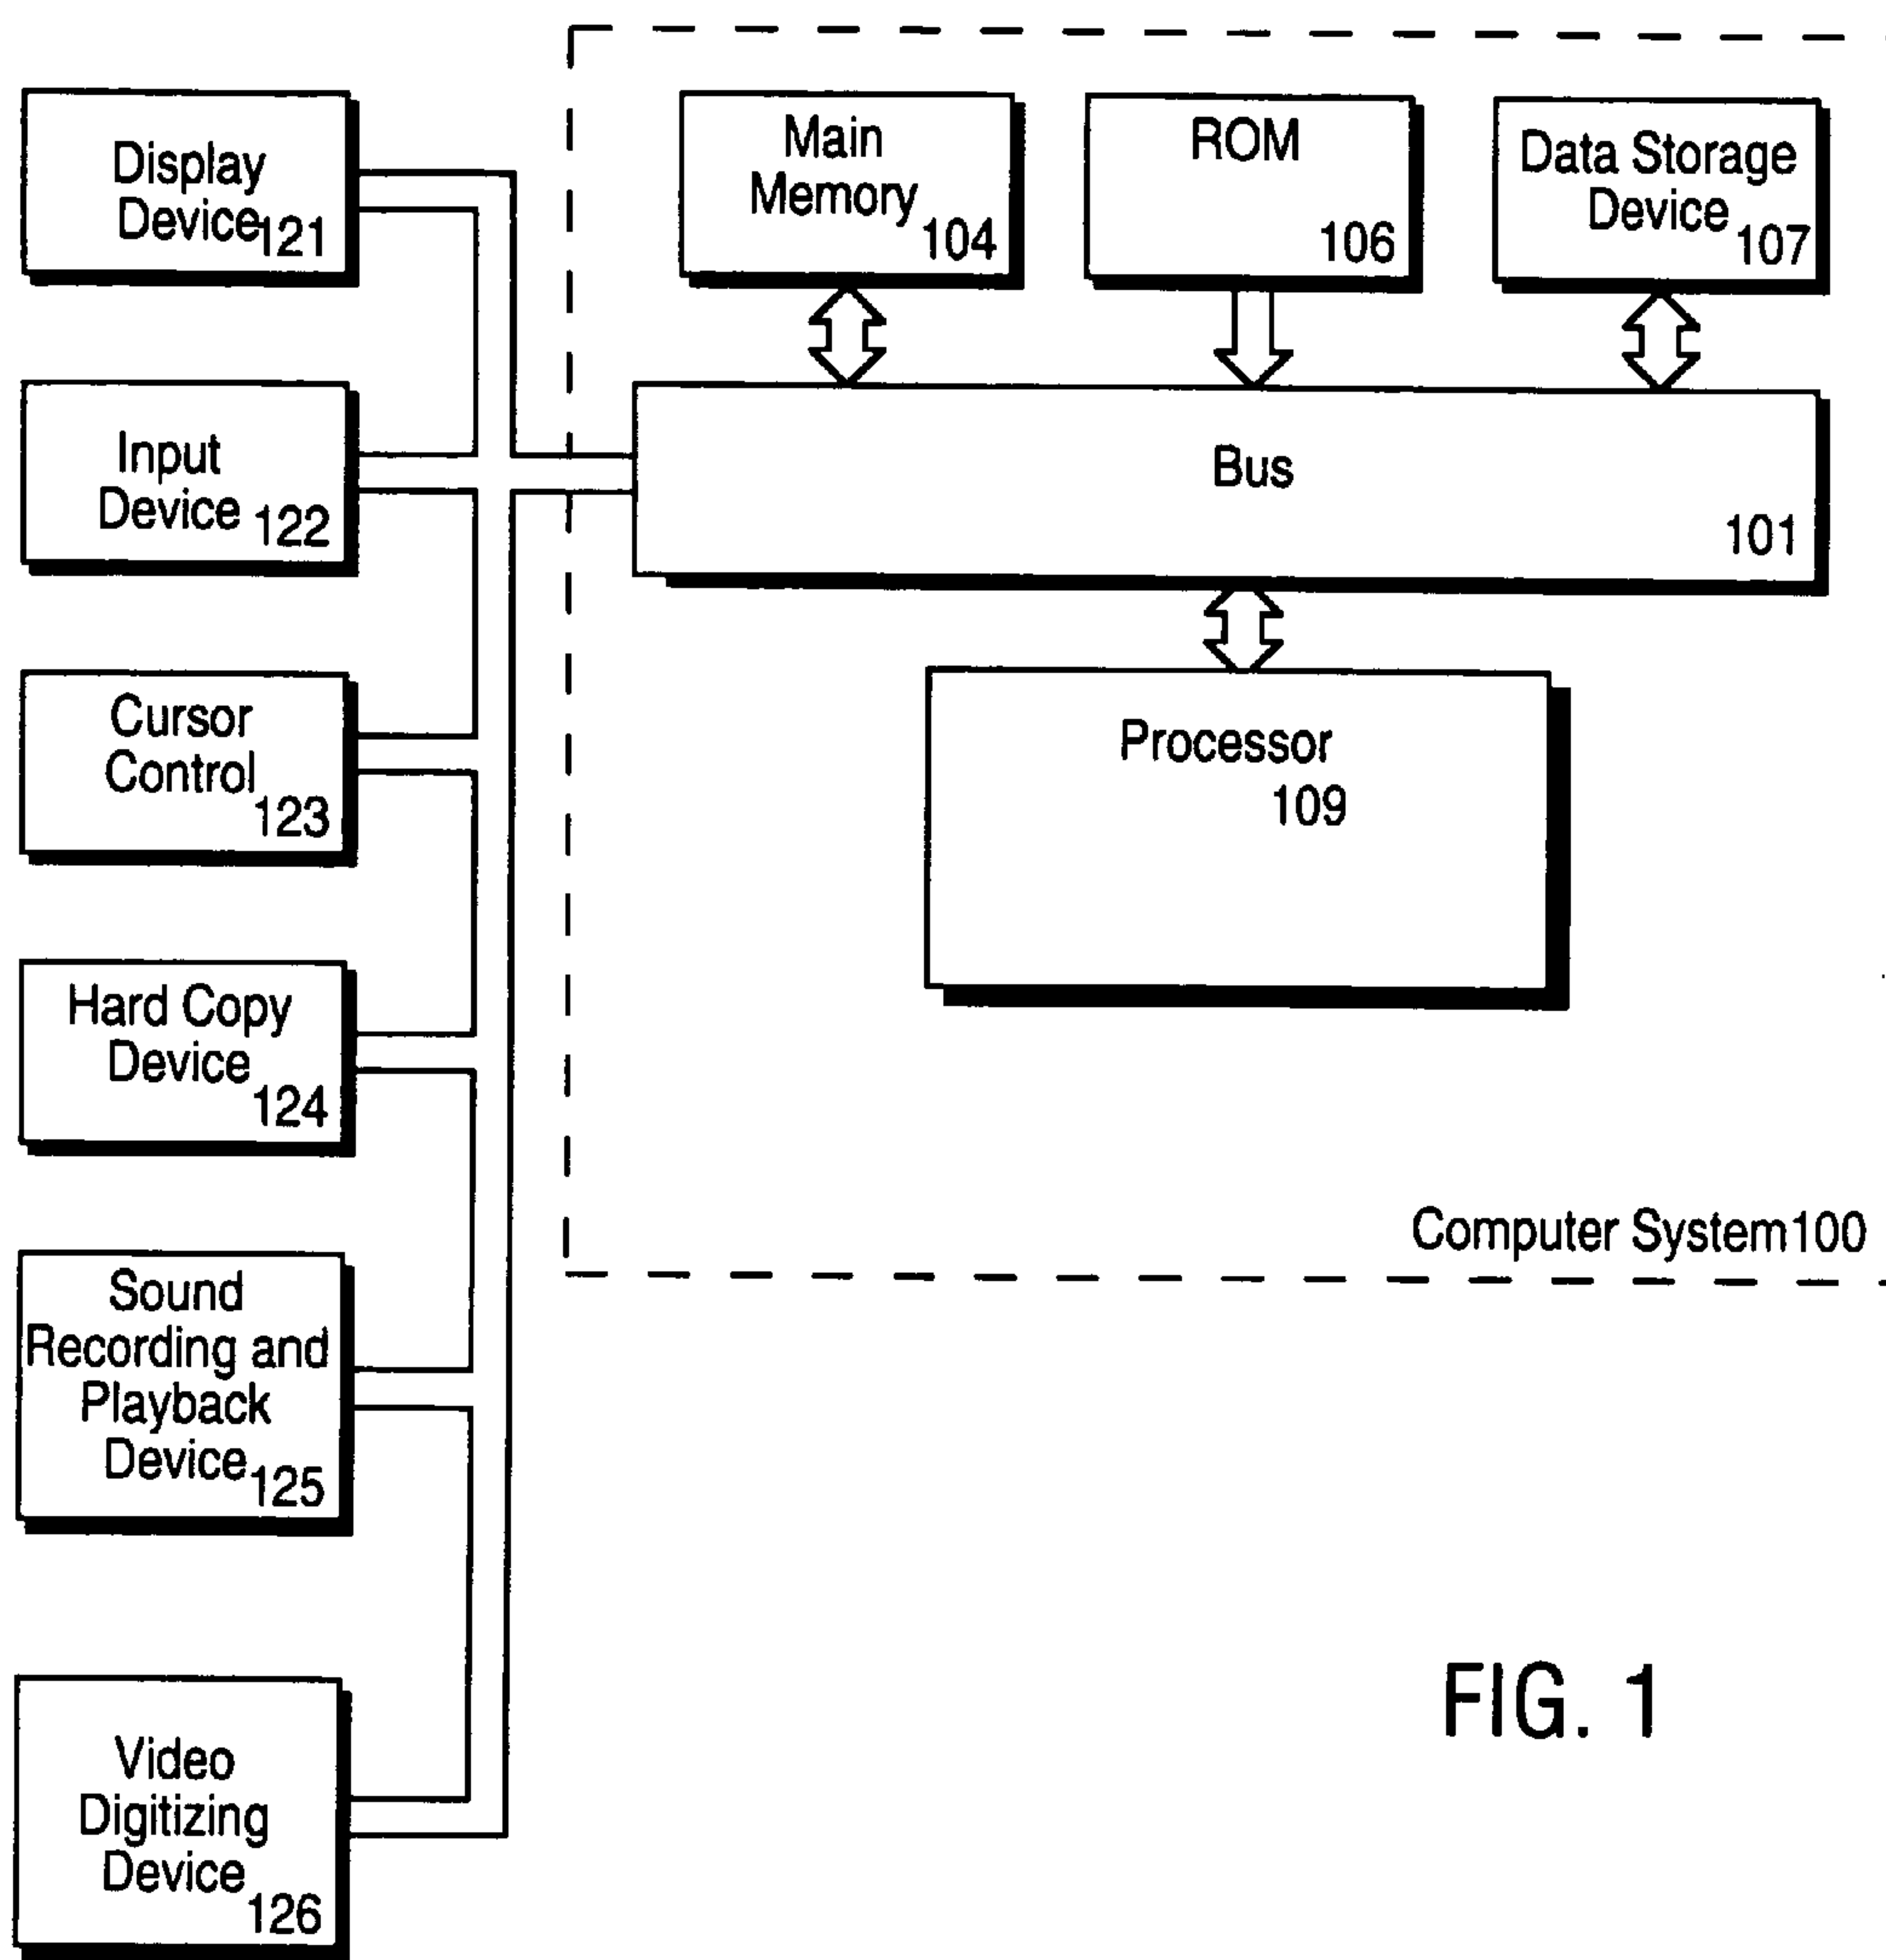 Display
Device 121
Input
Device 122
Cursor
Control
123
Hard Copy
Device
124
Sound
Recording and
Playback
Device 125
Video
Digitizing
Device
126
Main
Memory
104
ROM
106
Data Storage
Device
107
Bus
101
Processor
109
Computer System100
FIG. 1